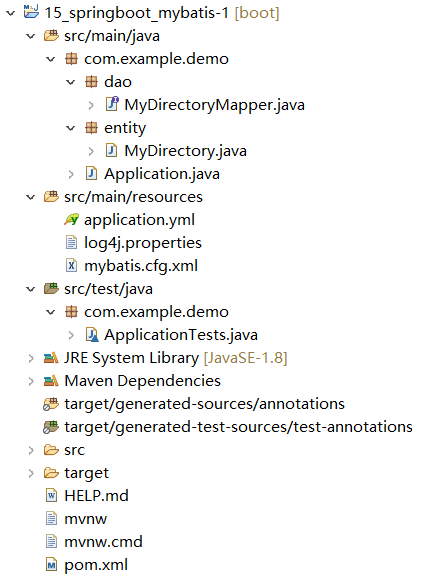 15_springboot_mybatis-1 [boot]
src/main/java
com.example.demo
dao
MyDirectoryMapper.java
entity
MyDirectory.java
Application.java
src/main/resources
application.yml
log4j.properties
mybatis.cfg.xml
src/test/java
com.example.demo
ApplicationTests.java
JRE System Library [JavaSE-1.8]
Maven Dependencies
target/generated-sources/annotations
target/generated-test-sources/test-annotations
src
target
HELP.md
mvnw
mvnw.cmd
pom.xml